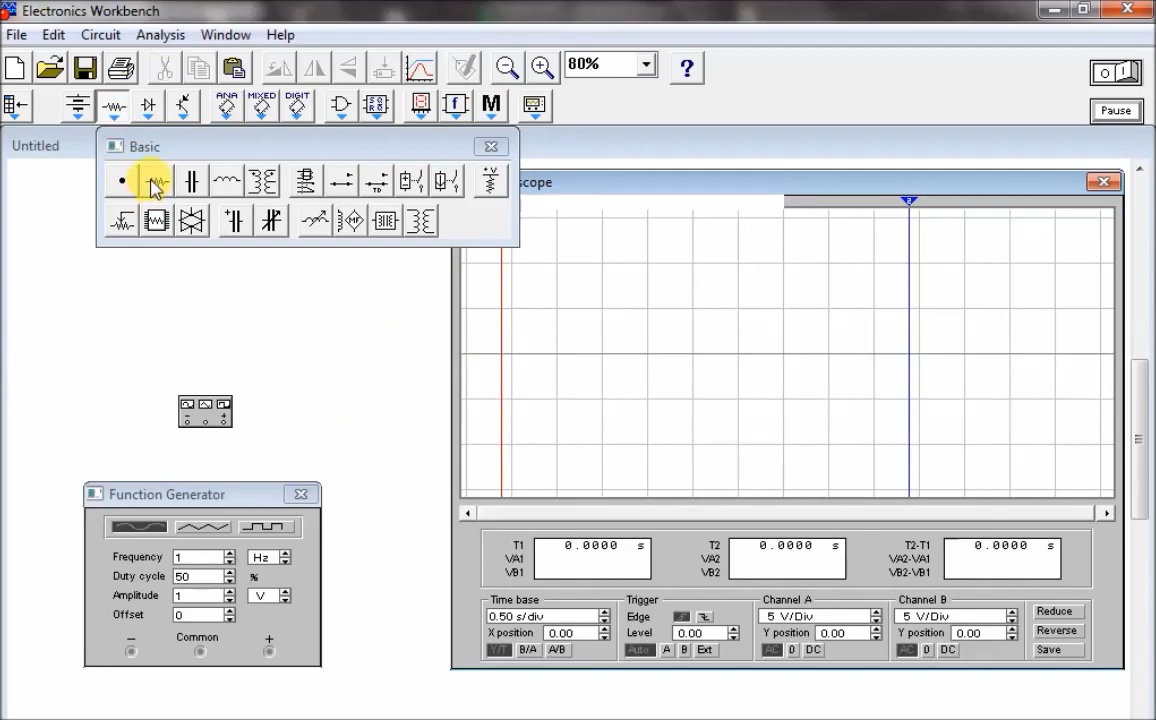 Electronics Workbench
File Edit Circuit Analysis Window Help
80% ?
ANA MIXED DIGIT f M
Pause
Untitled
Basic
scope
Function Generator
Frequency 1 Hz
Duty cycle 50 %
Amplitude 1 V
Offset 0
Common
T1 0.0000 s
VA1
VB1
T2 0.0000 s
VA2
VB2
T2-T1 0.0000 s
VA2-VA1
VB2-VB1
Time base
0.50 s/div
X position 0.00
Y/T B/A A/B
Trigger
Edge
Level 0.00
Auto A B Ext
Channel A
5 V/Div
Y position 0.00
AC 0 DC
Channel B
5 V/Div
Y position 0.00
AC 0 DC
Reduce
Reverse
Save